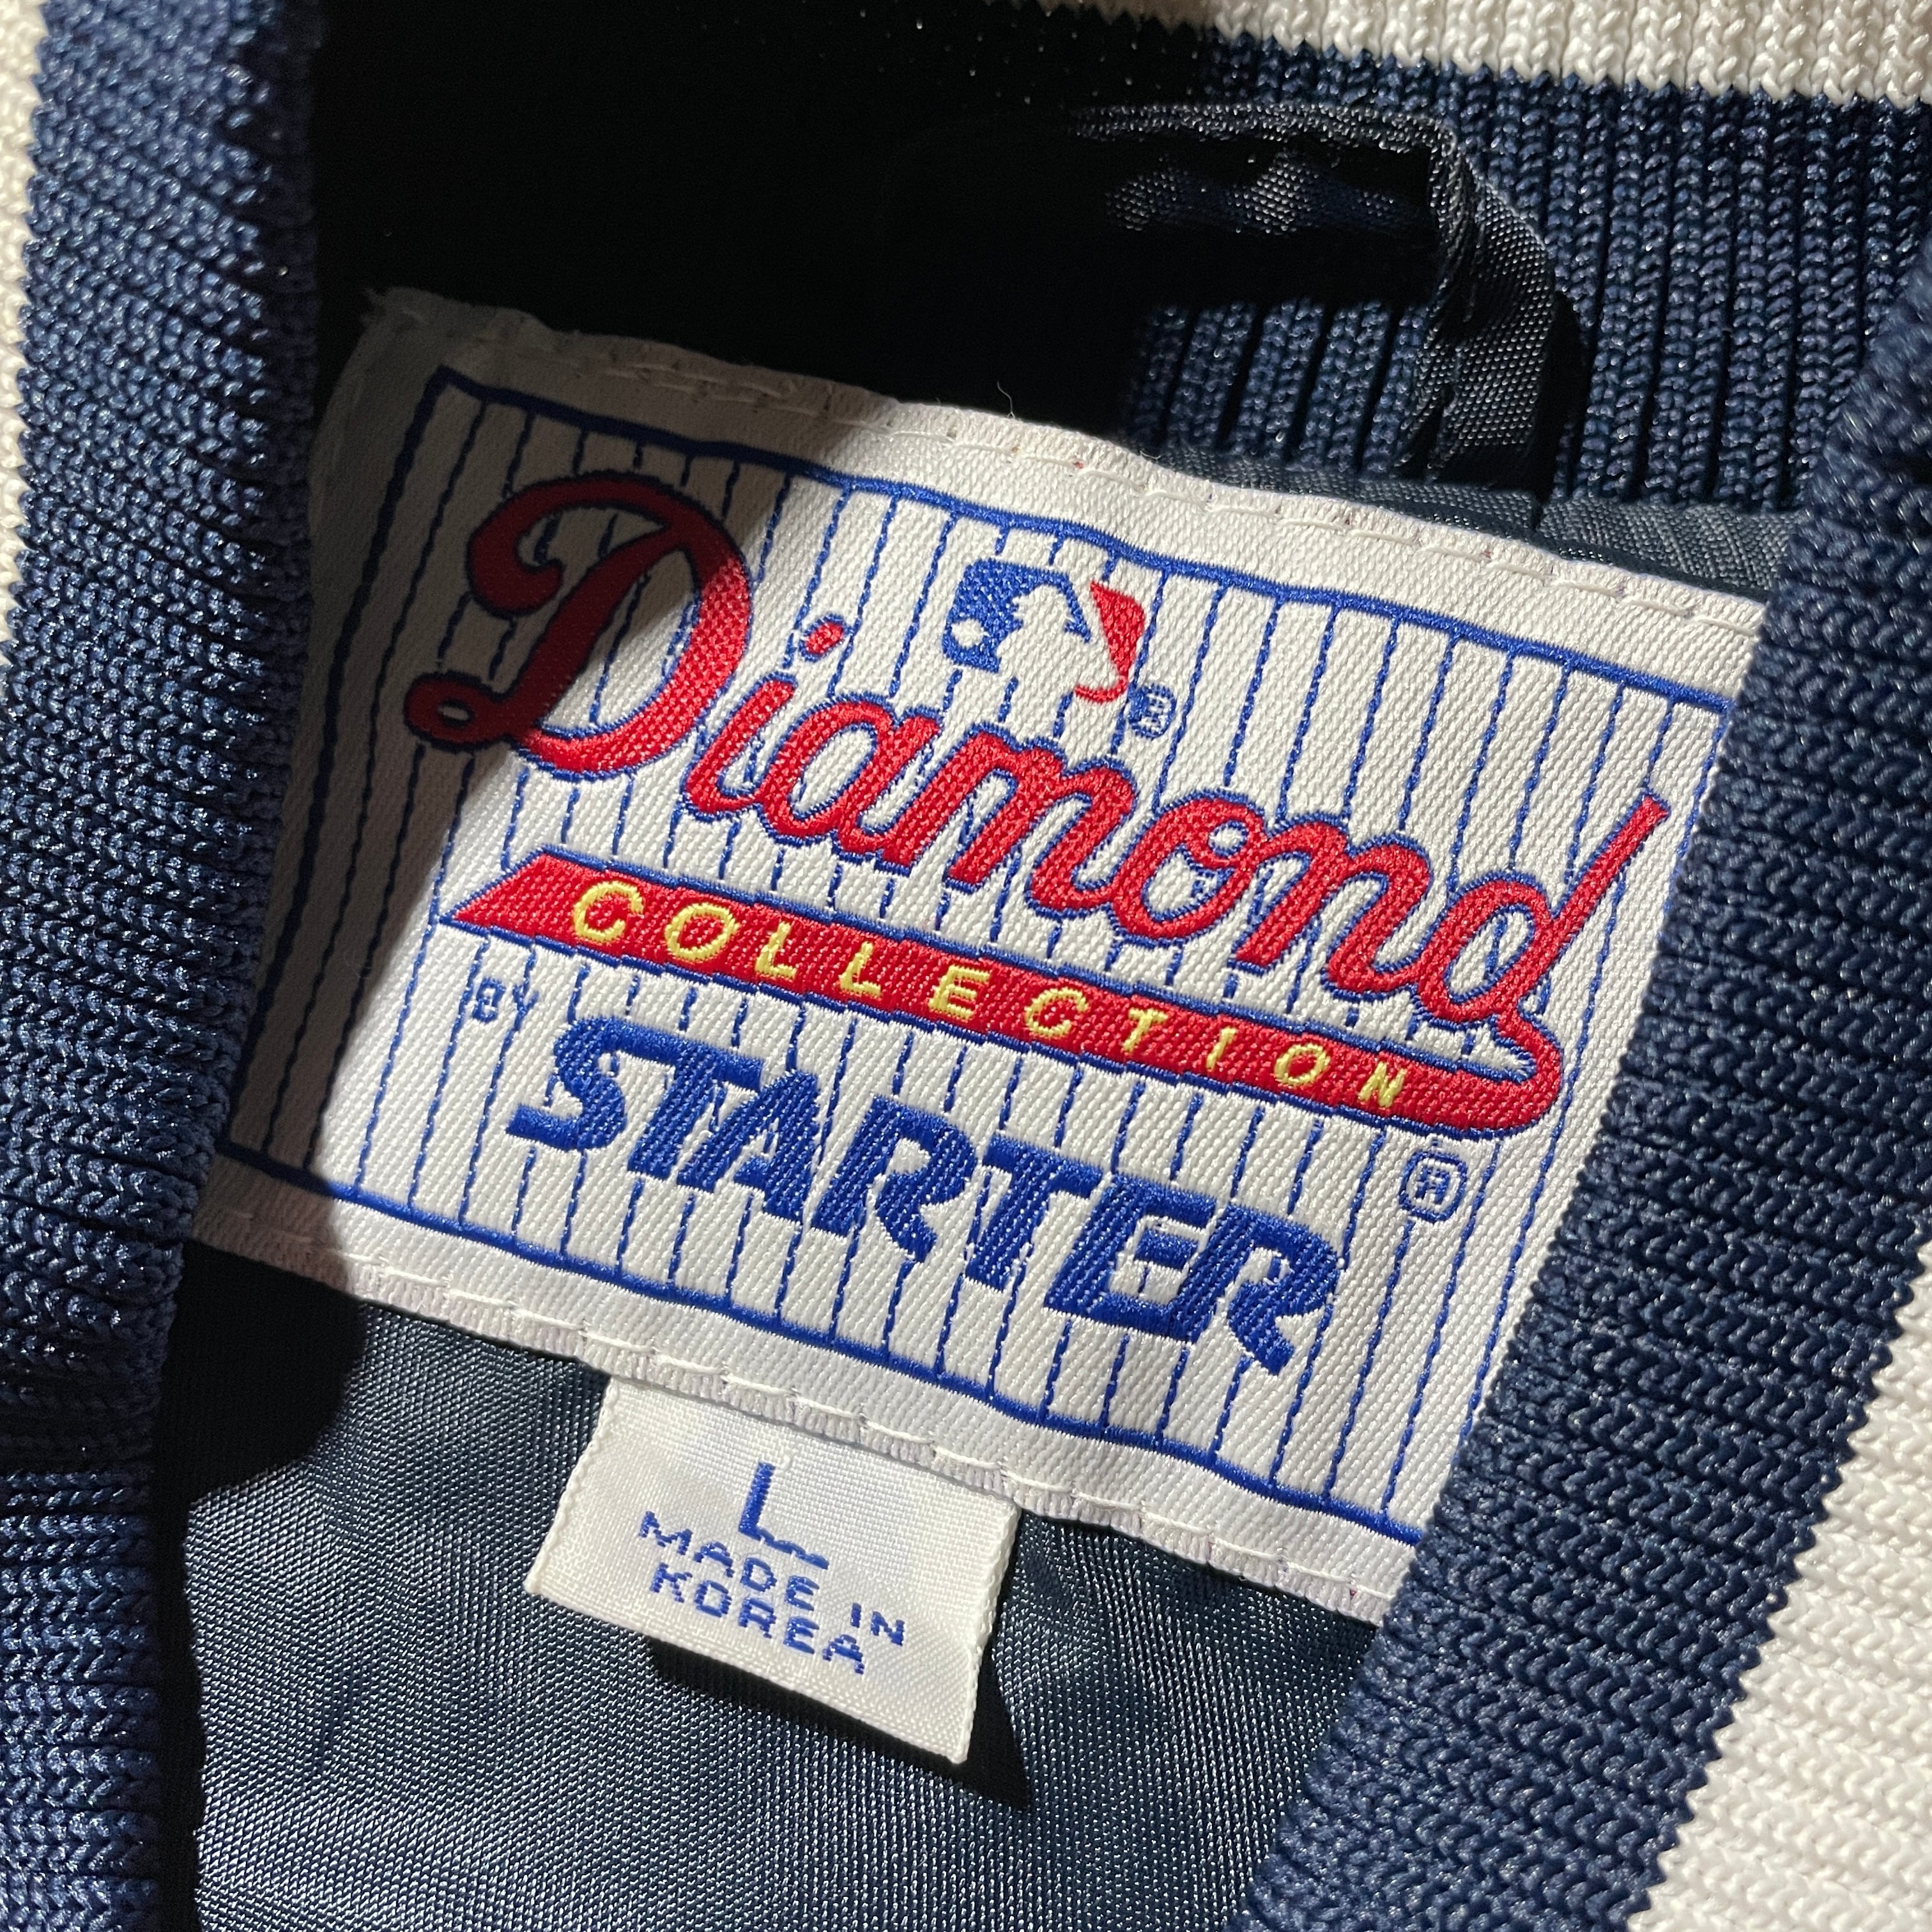 Diamond
COLLECTION
BY
STARTER ®
L
MADE IN
KOREA